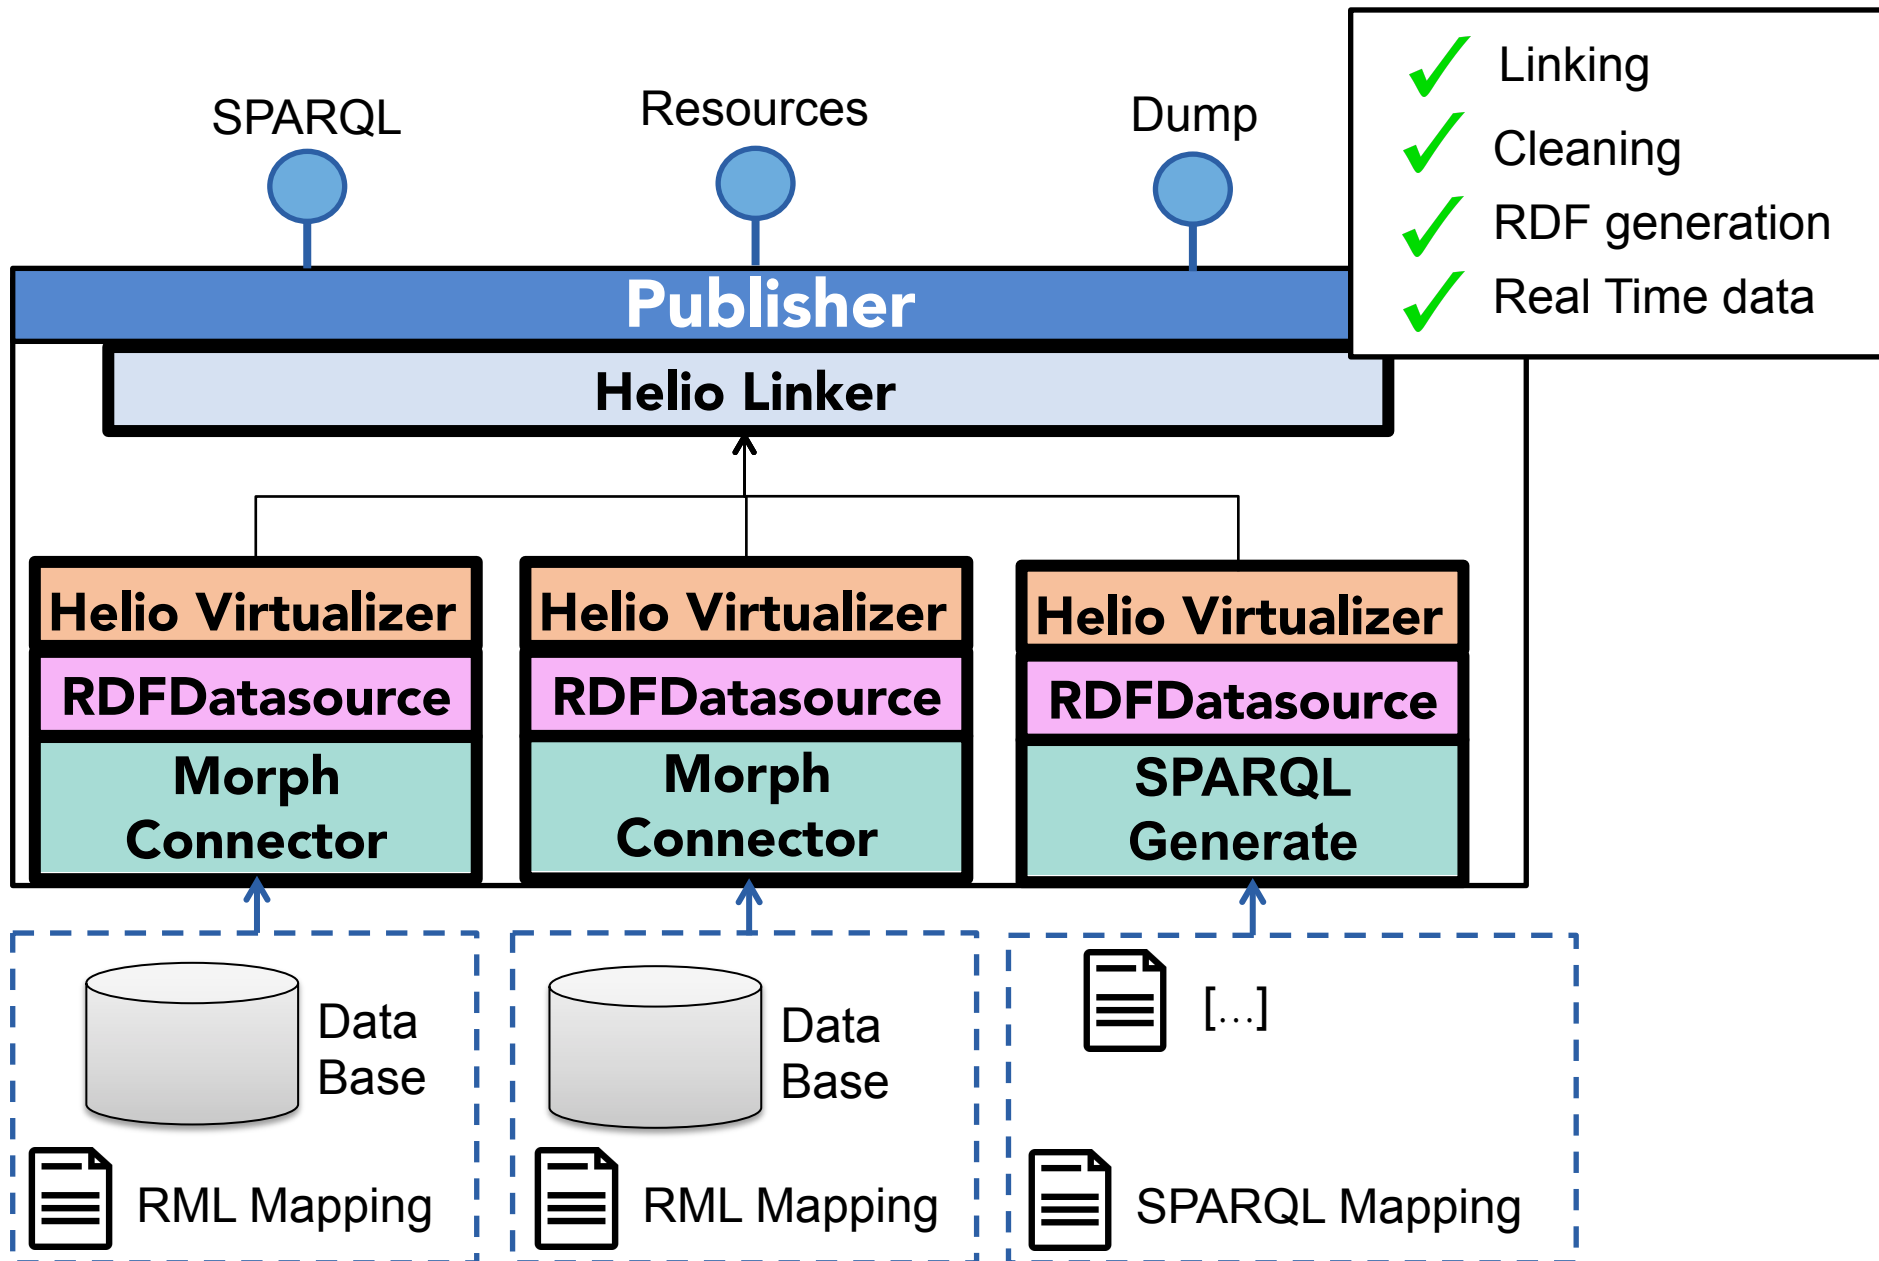 SPARQL
Resources
Dump
Linking
Cleaning
RDF generation
Real Time data
Publisher
Helio Linker
Helio Virtualizer
RDFDatasource
Morph
Connector
Helio Virtualizer
RDFDatasource
Morph
Connector
Helio Virtualizer
RDFDatasource
SPARQL
Generate
Data
Base
RML Mapping
Data
Base
RML Mapping
[...]
SPARQL Mapping